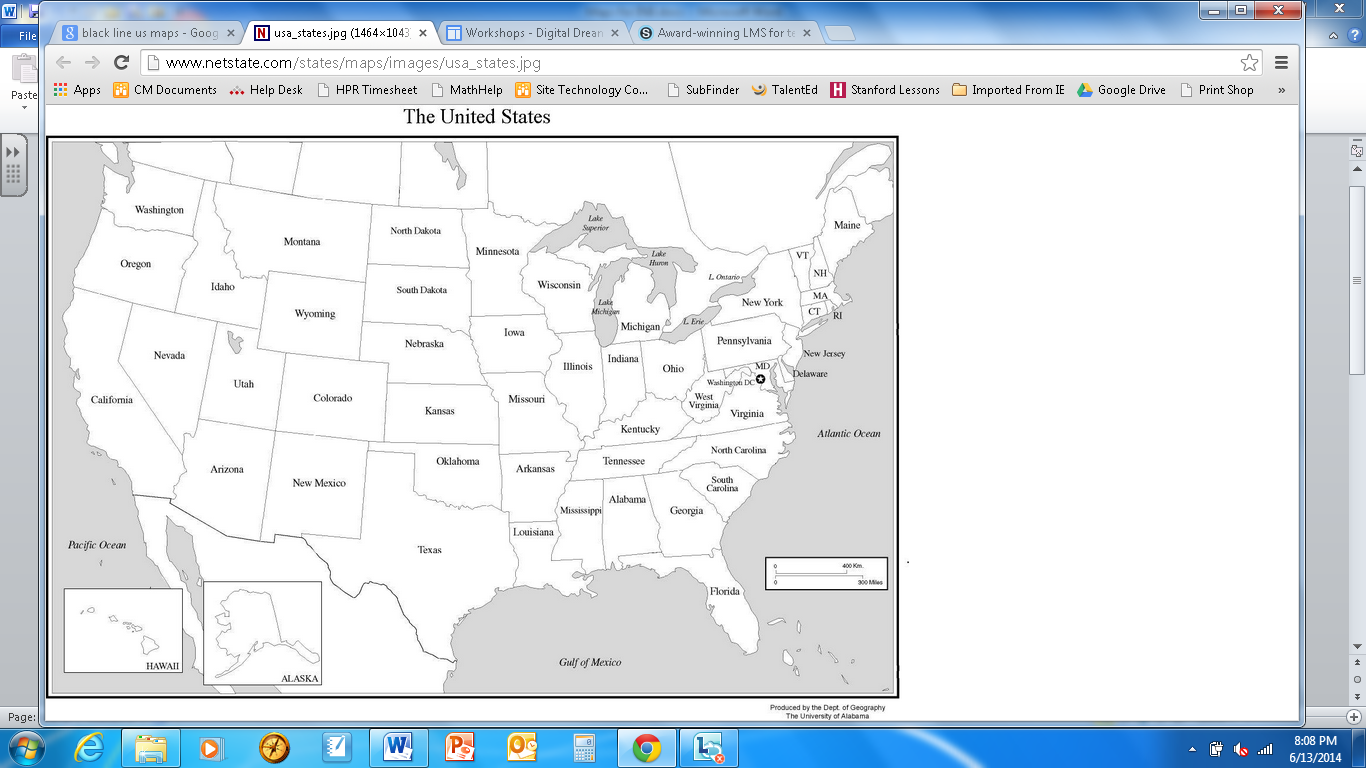 File
Paste
Page:
black line us maps - Goog
usa_states.jpg (1464×1043
Workshops - Digital Drean
Award-winning LMS for te
www.netstate.com/states/maps/images/usa_states.jpg
Apps
CM Documents
Help Desk
HPR Timesheet
MathHelp
Site Technology Co...
SubFinder
TalentEd
Stanford Lessons
Imported From IE
Google Drive
Print Shop
»
The United States
Washington
Oregon
Idaho
Montana
North Dakota
South Dakota
Minnesota
Wisconsin
Lake
Superior
Lake
Huron
Lake
Michigan
L. Ontario
L. Erie
Michigan
Maine
VT
NH
MA
CT
RI
New York
Wyoming
Nebraska
Iowa
Illinois
Indiana
Ohio
Pennsylvania
New Jersey
Delaware
MD
Washington DC
West
Virginia
Virginia
Nevada
Utah
Colorado
Kansas
Missouri
Kentucky
California
Arizona
New Mexico
Oklahoma
Arkansas
Tennessee
North Carolina
South
Carolina
Mississippi
Alabama
Georgia
Louisiana
Texas
Florida
Atlantic Ocean
Pacific Ocean
Gulf of Mexico
HAWAII
ALASKA
0 400 Km.
0 300 Miles
Produced by the Dept. of Geography
The University of Alabama
8:08 PM
6/13/2014